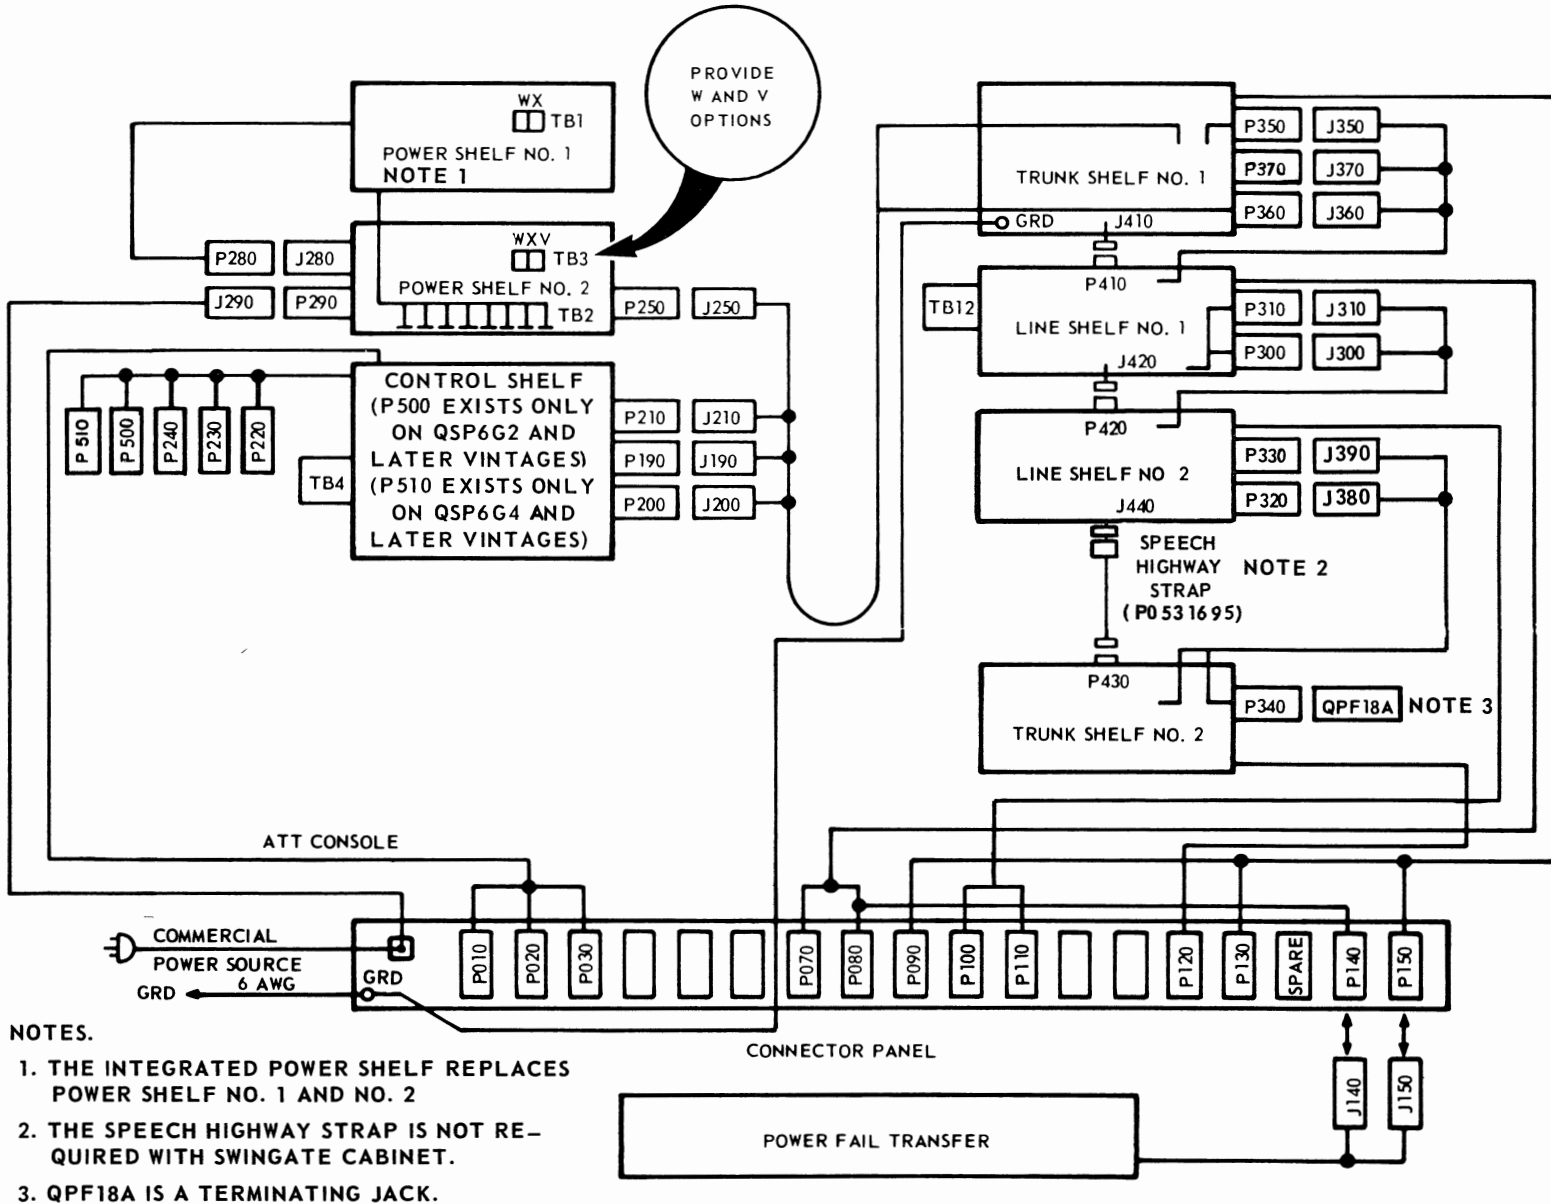 PROVIDE
W AND V
OPTIONS
WX
TB1
POWER SHELF NO. 1
NOTE 1
P280
J280
WXV
TB3
J290
P290
POWER SHELF NO. 2
TB2
P250
J250
CONTROL SHELF
(P500 EXISTS ONLY
ON QSP6G2 AND
LATER VINTAGES)
(P510 EXISTS ONLY
ON QSP6G4 AND
LATER VINTAGES)
P510
P500
P240
P230
P220
TB4
P210
J210
P190
J190
P200
J200
TRUNK SHELF NO. 1
GRD
J410
P350
J350
P370
J370
P360
J360
P410
TB12
LINE SHELF NO. 1
J420
P310
J310
P300
J300
P420
LINE SHELF NO 2
J440
P330
J390
P320
J380
SPEECH
HIGHWAY
STRAP
(P0531695)
NOTE 2
P430
TRUNK SHELF NO. 2
P340
QPF18A
NOTE 3
ATT CONSOLE
COMMERCIAL
POWER SOURCE
6 AWG
GRD
GRD
P010
P020
P030
P070
P080
P090
P100
P110
P120
P130
SPARE
P140
P150
CONNECTOR PANEL
J140
J150
POWER FAIL TRANSFER
NOTES.
1. THE INTEGRATED POWER SHELF REPLACES
POWER SHELF NO. 1 AND NO. 2
2. THE SPEECH HIGHWAY STRAP IS NOT RE–
QUIRED WITH SWINGATE CABINET.
3. QPF18A IS A TERMINATING JACK.